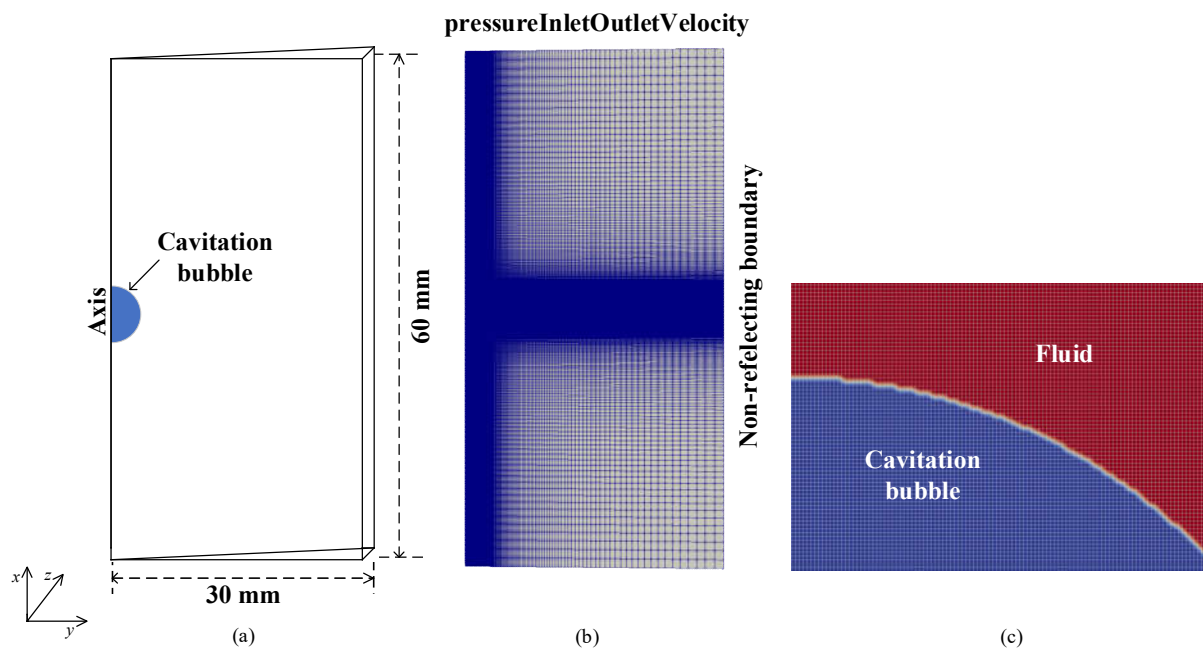 pressureInletOutletVelocity
Cavitation
bubble
Axis
60 mm
30 mm
x
z
y
(a)
Non-refelecting boundary
(b)
Fluid
Cavitation
bubble
(c)